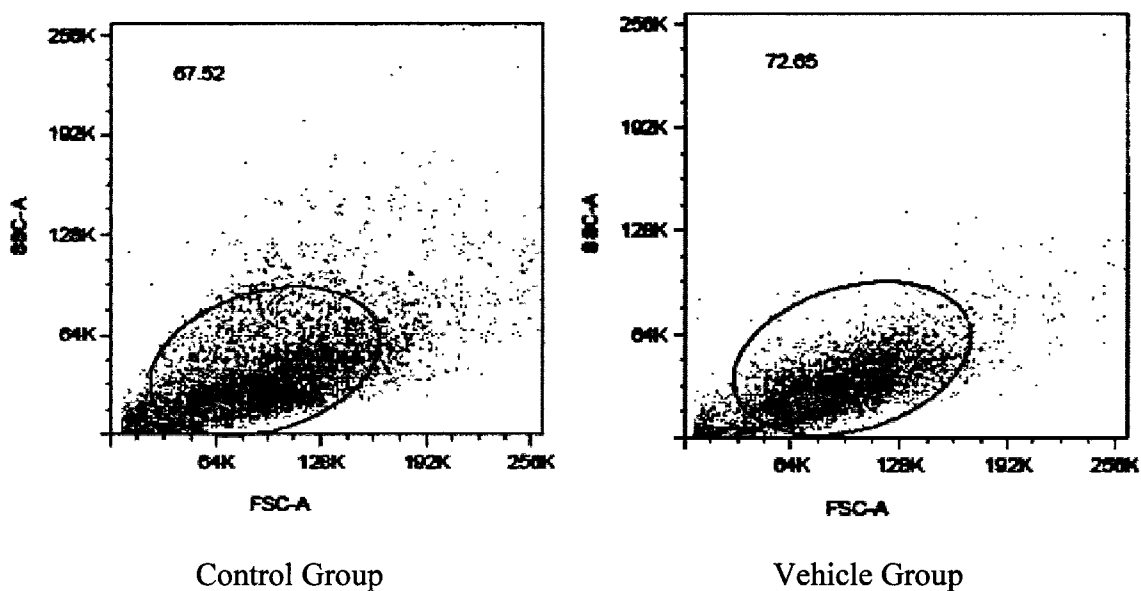 256K
67.52
192K
128K
64K
SSC-A
64K 128K 192K 256K
FSC-A
Control Group
256K
72.65
192K
128K
64K
SSC-A
64K 128K 192K 256K
FSC-A
Vehicle Group